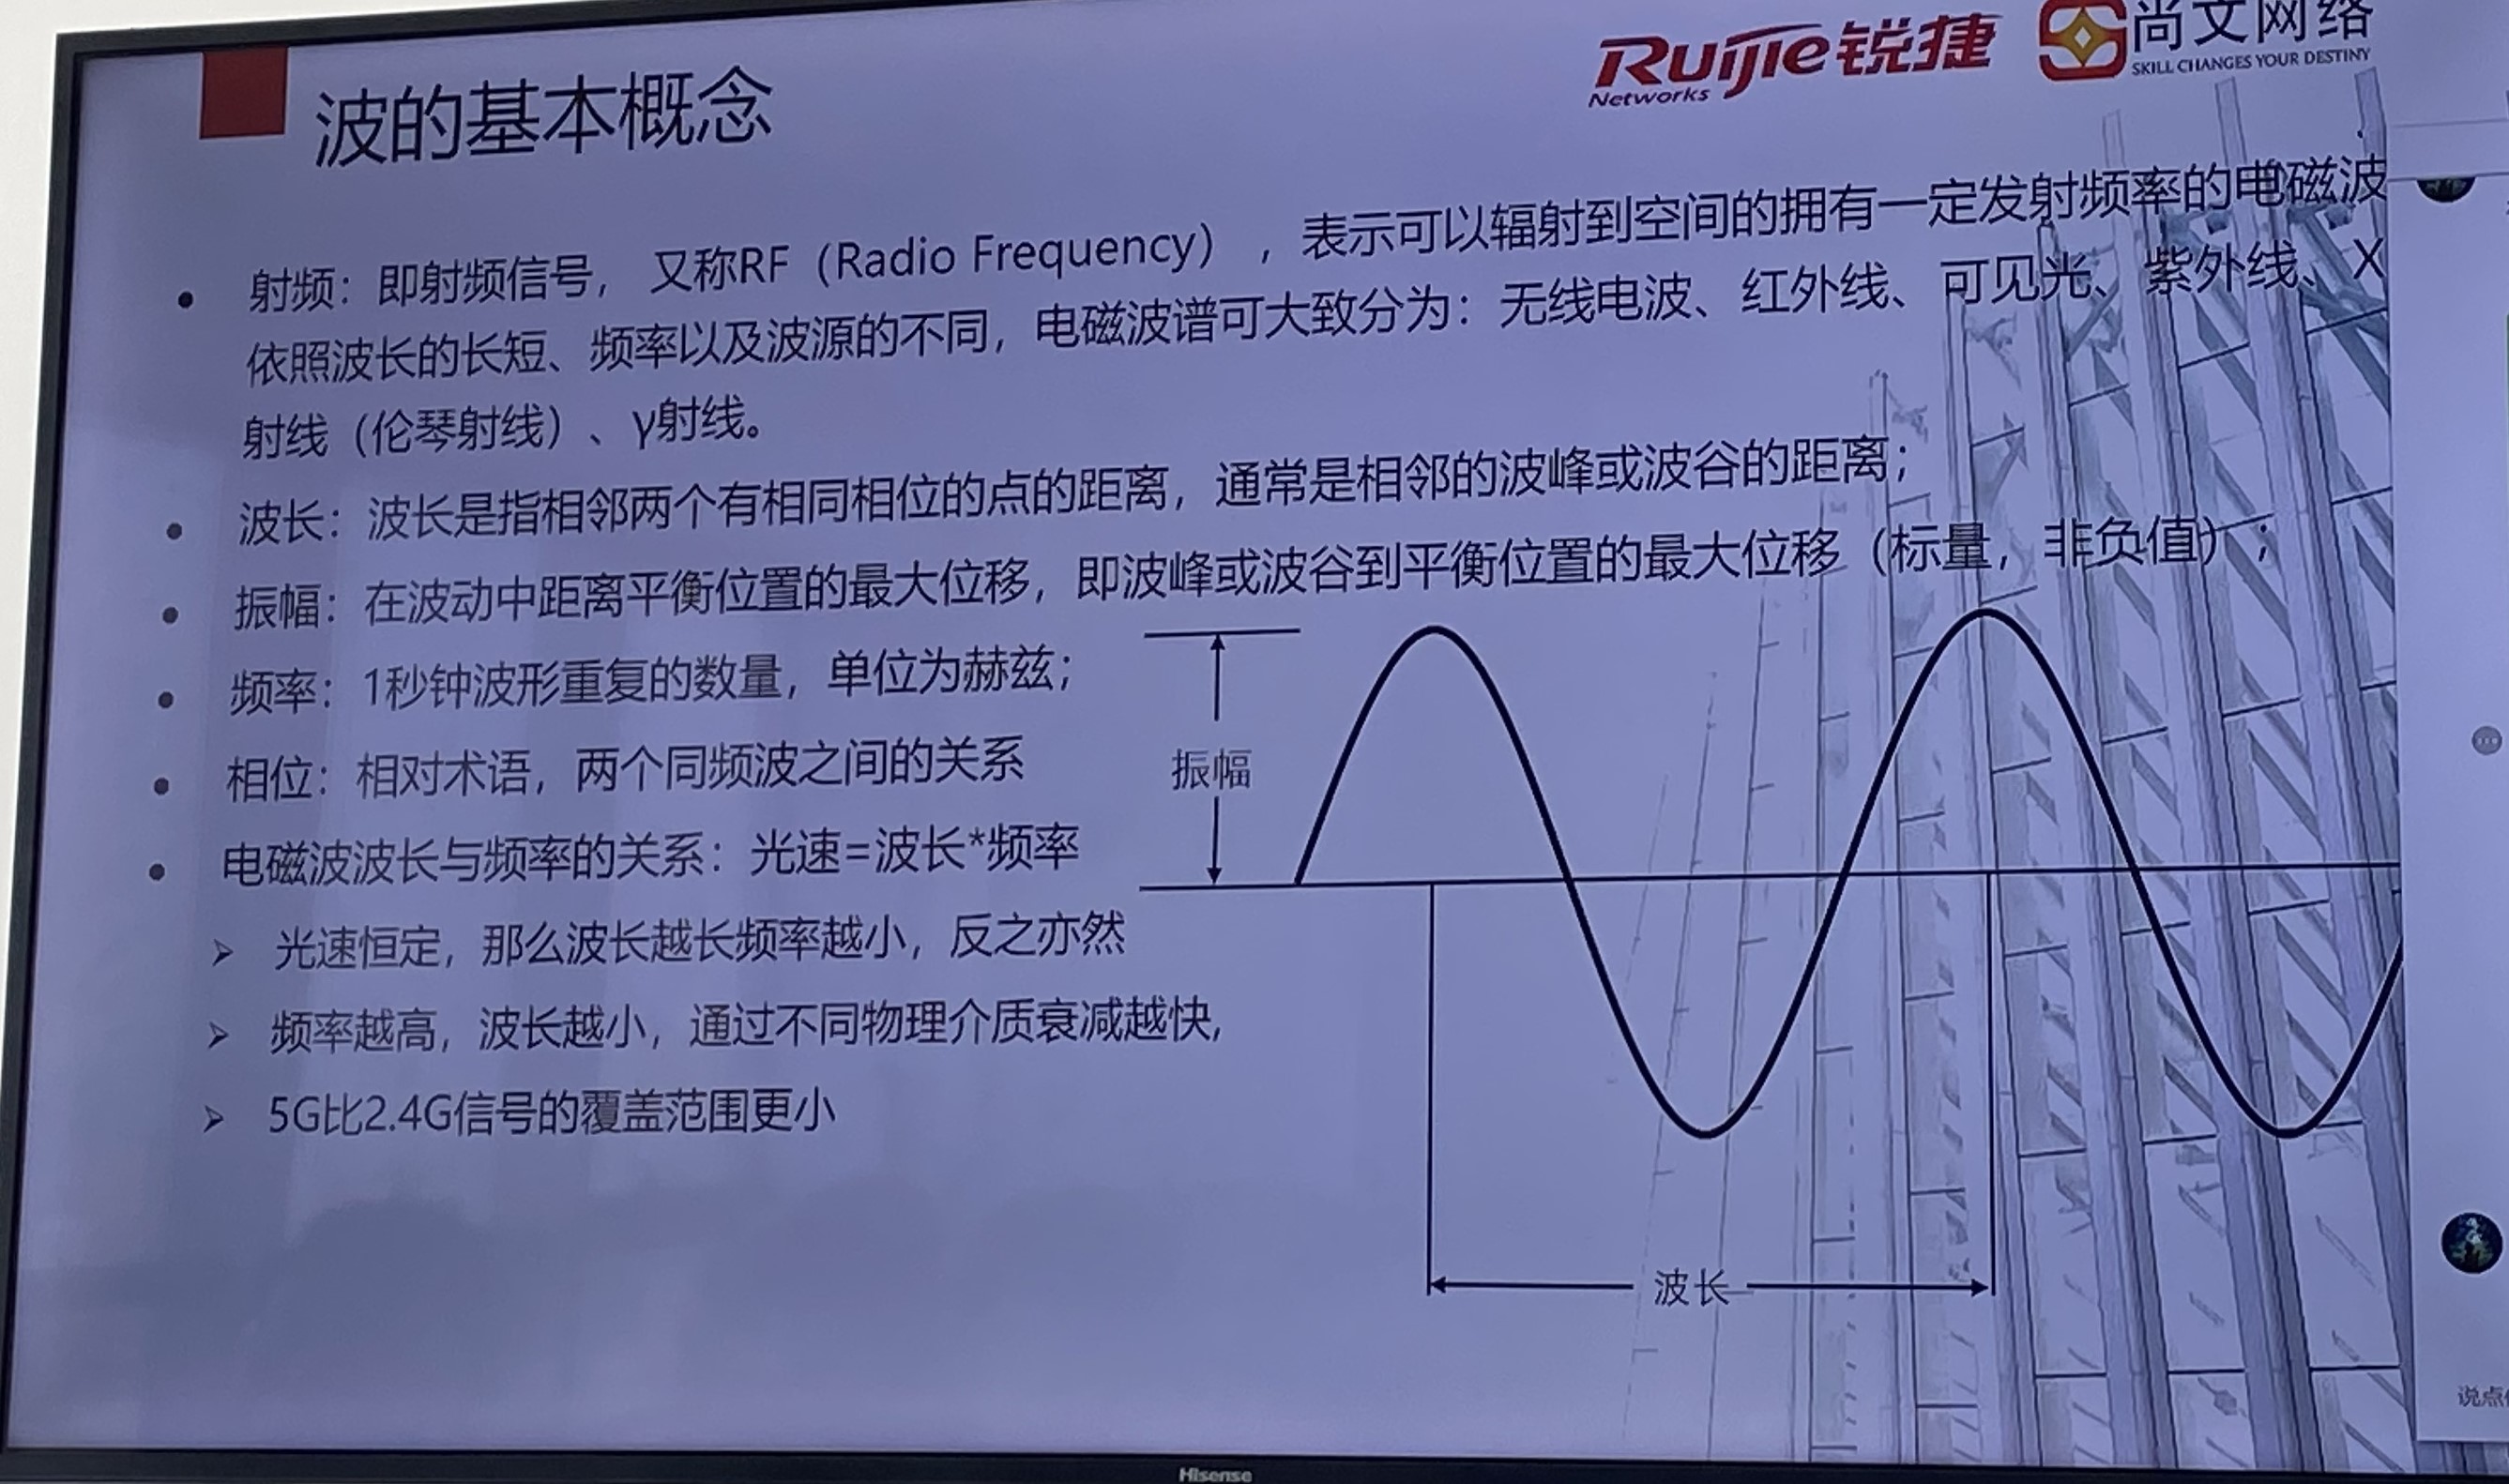 Ruijie锐捷
Networks
尚文网络
SKILL CHANGES YOUR DESTINY
波的基本概念
• 射频：即射频信号， 又称RF（Radio Frequency），表示可以辐射到空间的拥有一定发射频率的电磁波
依照波长的长短、频率以及波源的不同，电磁波谱可大致分为：无线电波、红外线、可见光、紫外线、X
射线（伦琴射线）、γ射线。
• 波长：波长是指相邻两个有相同相位的点的距离，通常是相邻的波峰或波谷的距离；
• 振幅：在波动中距离平衡位置的最大位移，即波峰或波谷到平衡位置的最大位移（标量，非负值）；
• 频率：1秒钟波形重复的数量，单位为赫兹；
• 相位：相对术语，两个同频波之间的关系
• 电磁波波长与频率的关系：光速=波长*频率
➢ 光速恒定，那么波长越长频率越小，反之亦然
➢ 频率越高，波长越小，通过不同物理介质衰减越快,
➢ 5G比2.4G信号的覆盖范围更小
振幅
波长
说点
Hisense